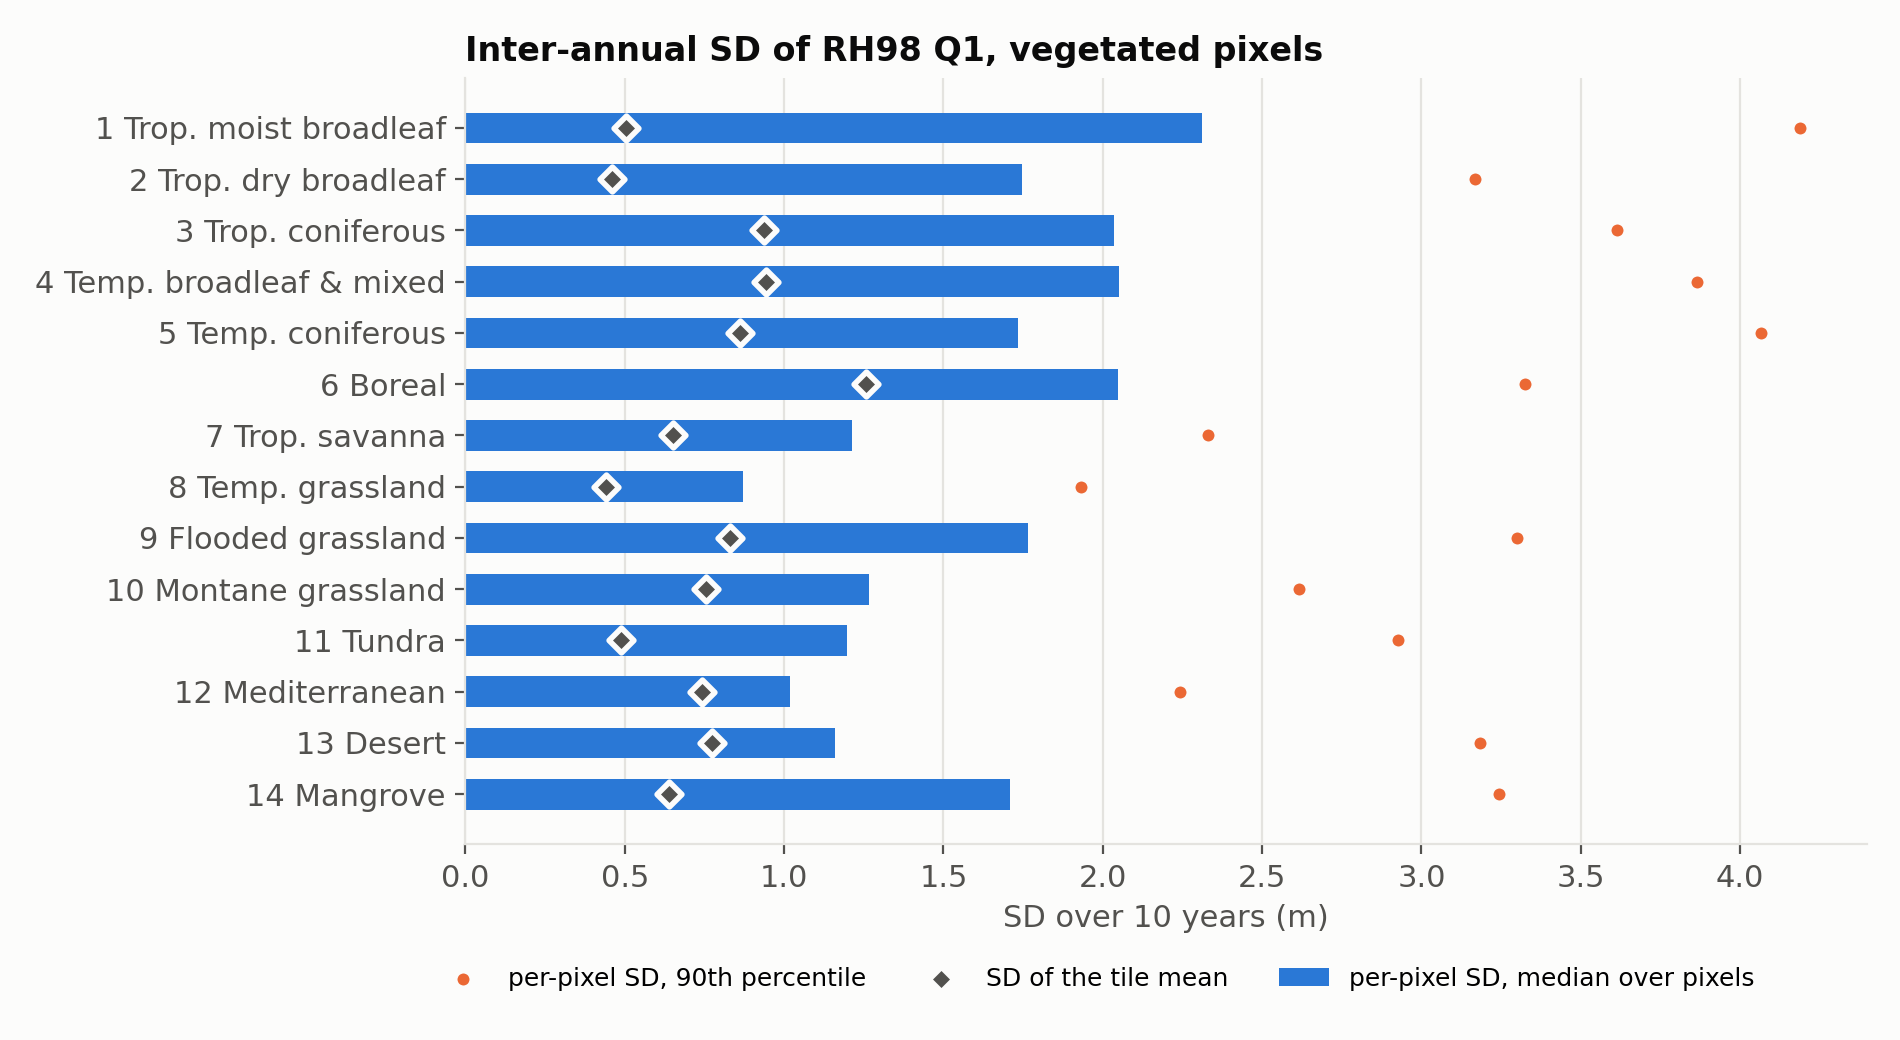 Inter-annual SD of RH98 Q1, vegetated pixels
1 Trop. moist broadleaf
2 Trop. dry broadleaf
3 Trop. coniferous
4 Temp. broadleaf & mixed
5 Temp. coniferous
6 Boreal
7 Trop. savanna
8 Temp. grassland
9 Flooded grassland
10 Montane grassland
11 Tundra
12 Mediterranean
13 Desert
14 Mangrove
0.0 0.5 1.0 1.5 2.0 2.5 3.0 3.5 4.0
SD over 10 years (m)
per-pixel SD, 90th percentile SD of the tile mean per-pixel SD, median over pixels